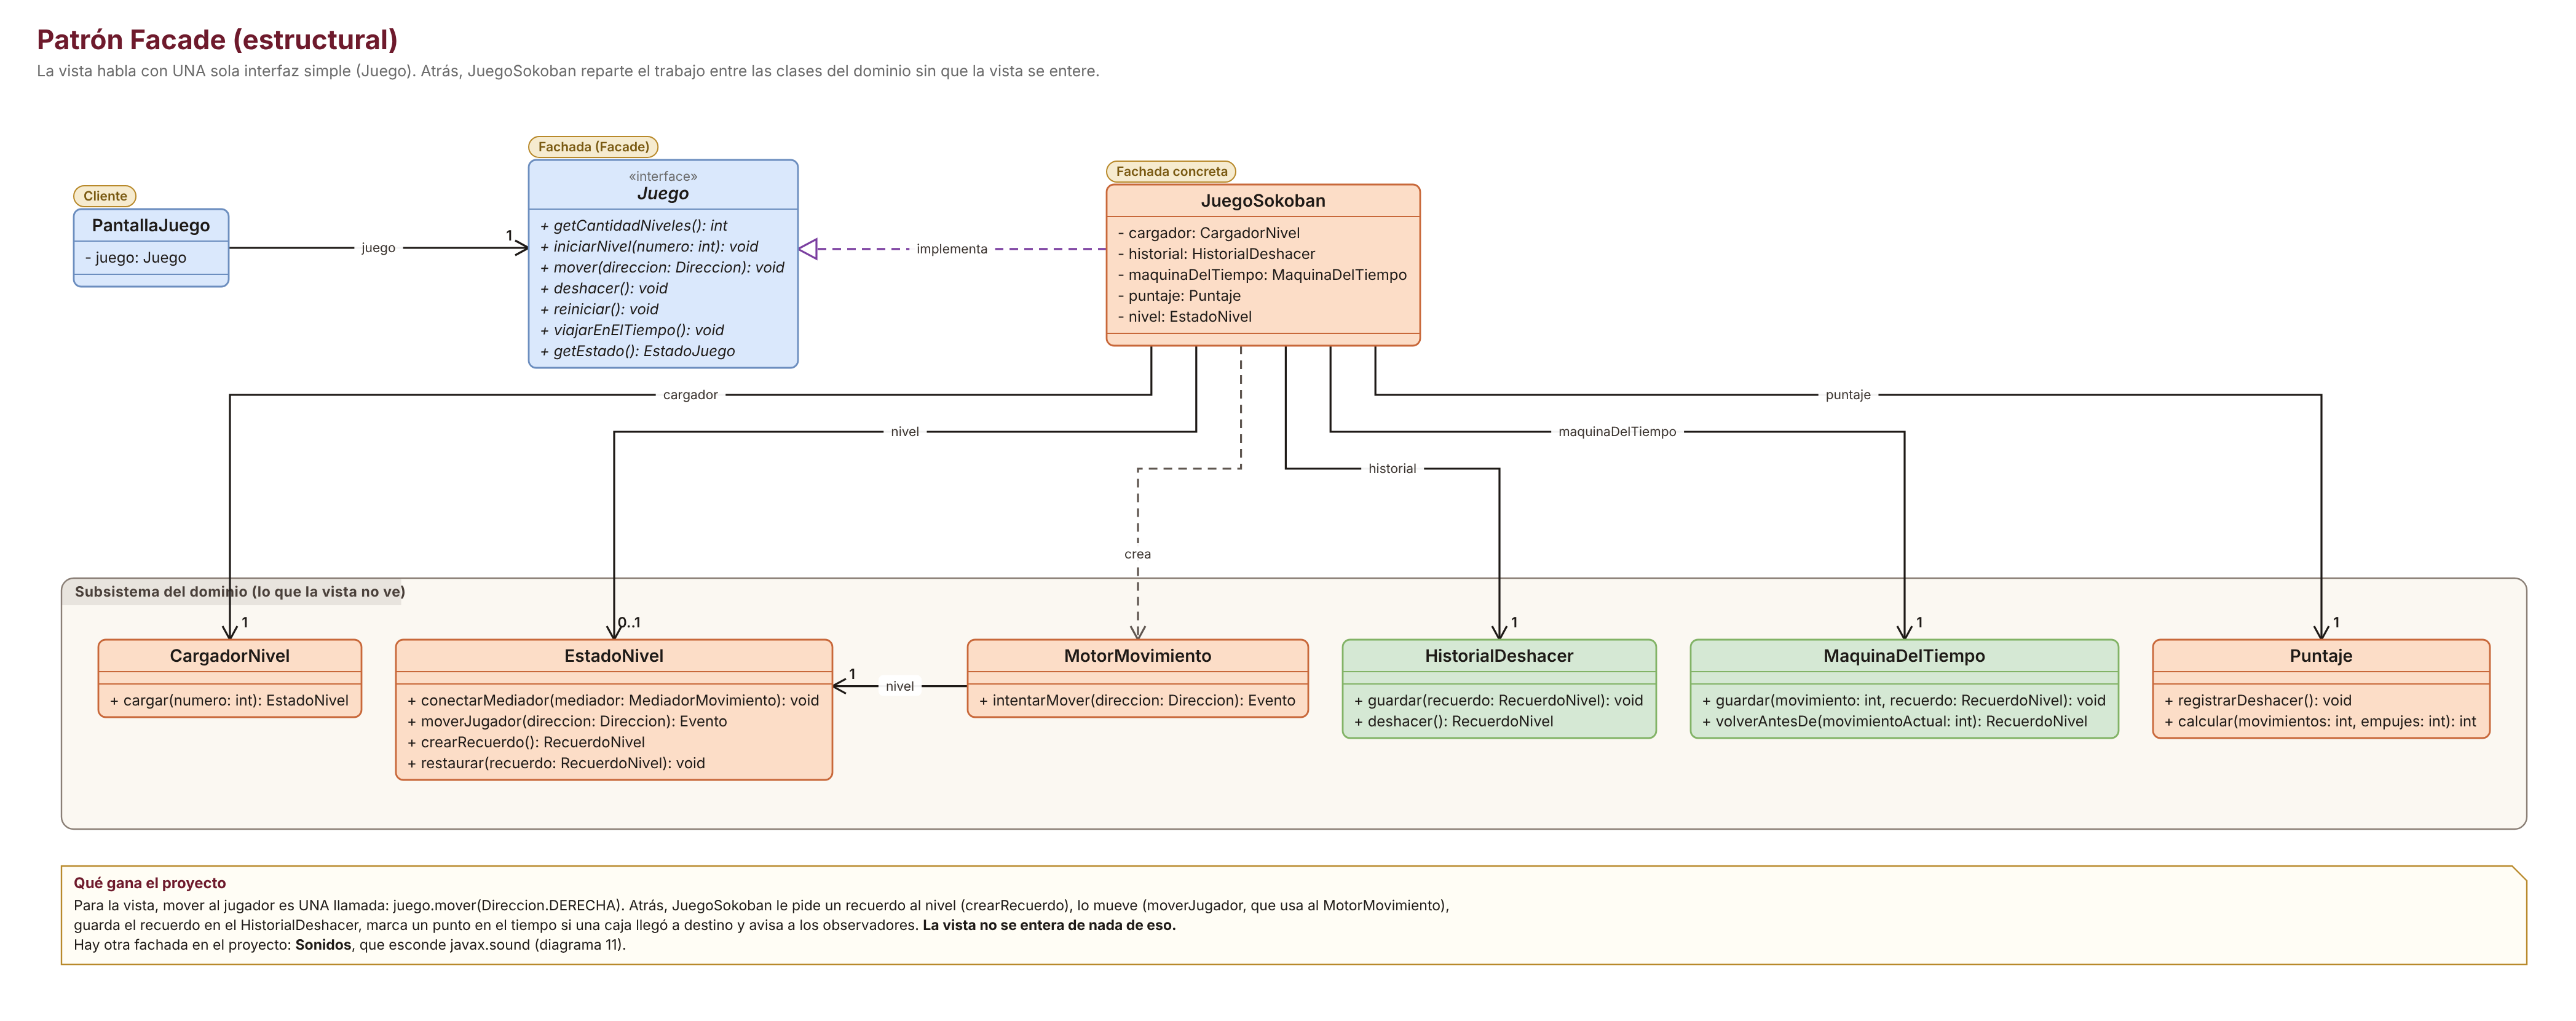 Patrón Facade (estructural)
La vista habla con UNA sola interfaz simple (Juego). Atrás, JuegoSokoban reparte el trabajo entre las clases del dominio sin que la vista se entere.
Cliente
PantallaJuego
- juego: Juego
juego
1
Fachada (Facade)
«interface»
Juego
+ getCantidadNiveles(): int
+ iniciarNivel(numero: int): void
+ mover(direccion: Direccion): void
+ deshacer(): void
+ reiniciar(): void
+ viajarEnElTiempo(): void
+ getEstado(): EstadoJuego
implementa
Fachada concreta
JuegoSokoban
- cargador: CargadorNivel
- historial: HistorialDeshacer
- maquinaDelTiempo: MaquinaDelTiempo
- puntaje: Puntaje
- nivel: EstadoNivel
cargador
puntaje
nivel
maquinaDelTiempo
historial
crea
Subsistema del dominio (lo que la vista no ve)
1
0..1
1
1
1
CargadorNivel
+ cargar(numero: int): EstadoNivel
EstadoNivel
+ conectarMediador(mediador: MediadorMovimiento): void
+ moverJugador(direccion: Direccion): Evento
+ crearRecuerdo(): RecuerdoNivel
+ restaurar(recuerdo: RecuerdoNivel): void
1
nivel
MotorMovimiento
+ intentarMover(direccion: Direccion): Evento
HistorialDeshacer
+ guardar(recuerdo: RecuerdoNivel): void
+ deshacer(): RecuerdoNivel
MaquinaDelTiempo
+ guardar(movimiento: int, recuerdo: RecuerdoNivel): void
+ volverAntesDe(movimientoActual: int): RecuerdoNivel
Puntaje
+ registrarDeshacer(): void
+ calcular(movimientos: int, empujes: int): int
Qué gana el proyecto
Para la vista, mover al jugador es UNA llamada: juego.mover(Direccion.DERECHA). Atrás, JuegoSokoban le pide un recuerdo al nivel (crearRecuerdo), lo mueve (moverJugador, que usa al MotorMovimiento),
guarda el recuerdo en el HistorialDeshacer, marca un punto en el tiempo si una caja llegó a destino y avisa a los observadores. La vista no se entera de nada de eso.
Hay otra fachada en el proyecto: Sonidos, que esconde javax.sound (diagrama 11).